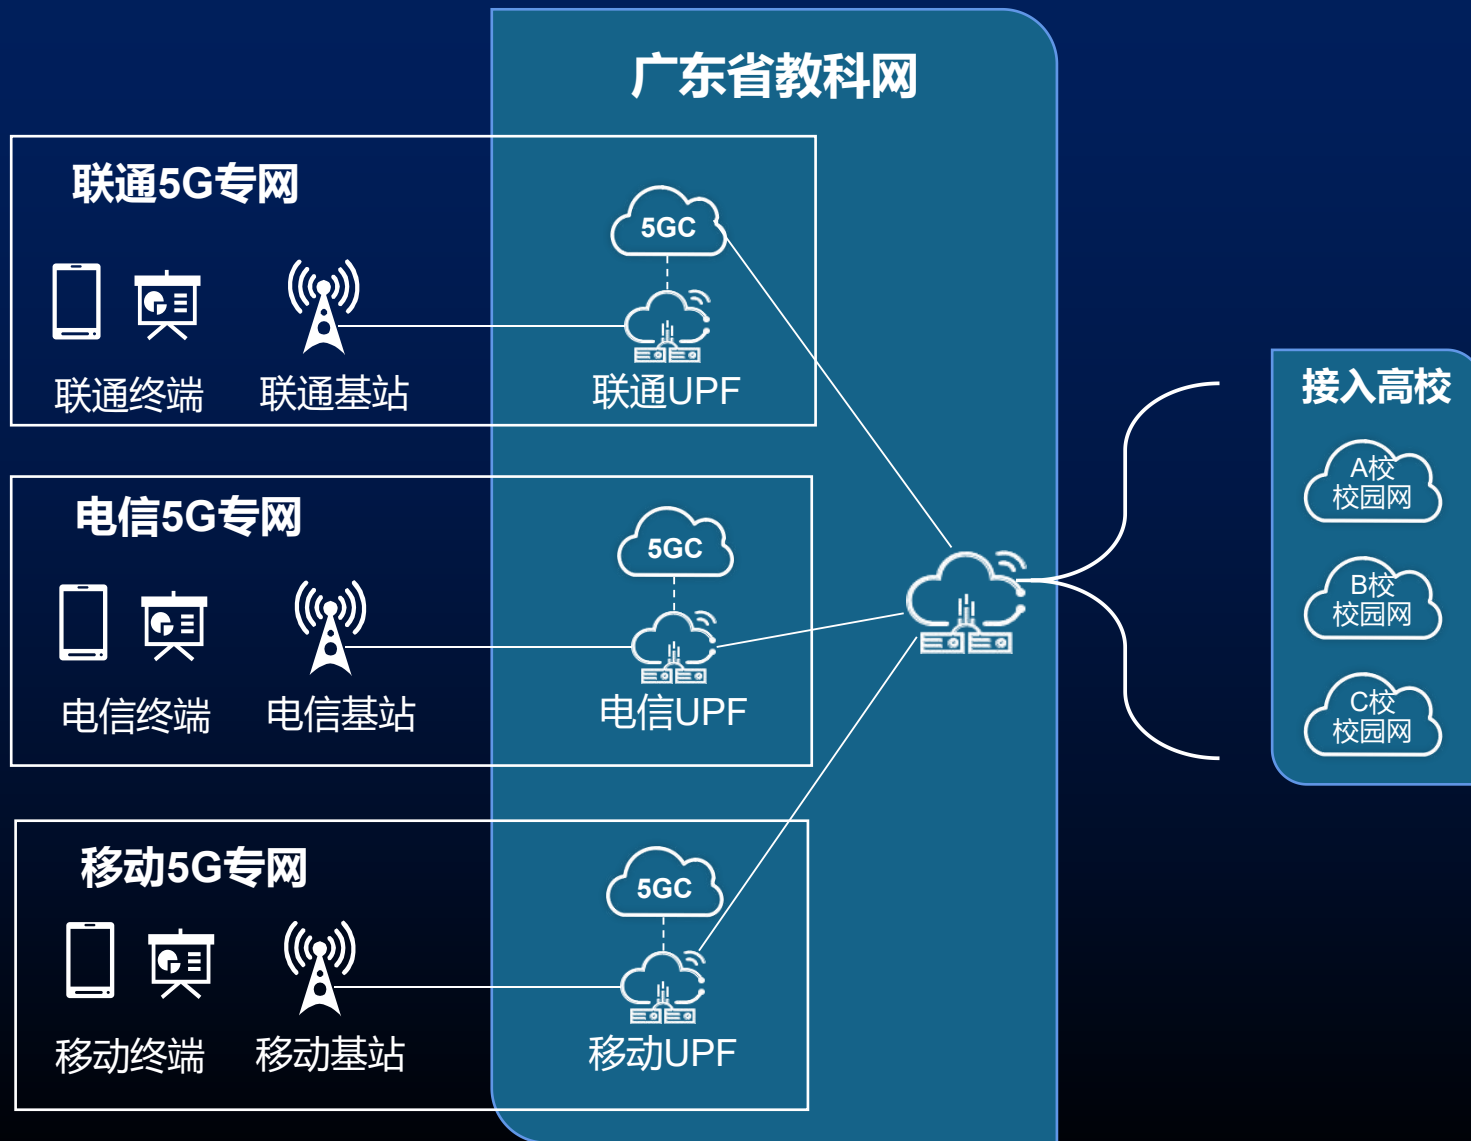 广东省教科网
联通5G专网
5GC
联通终端
联通基站
联通UPF
电信5G专网
5GC
电信终端
电信基站
电信UPF
移动5G专网
5GC
移动终端
移动基站
移动UPF
接入高校
A校
校园网
B校
校园网
C校
校园网